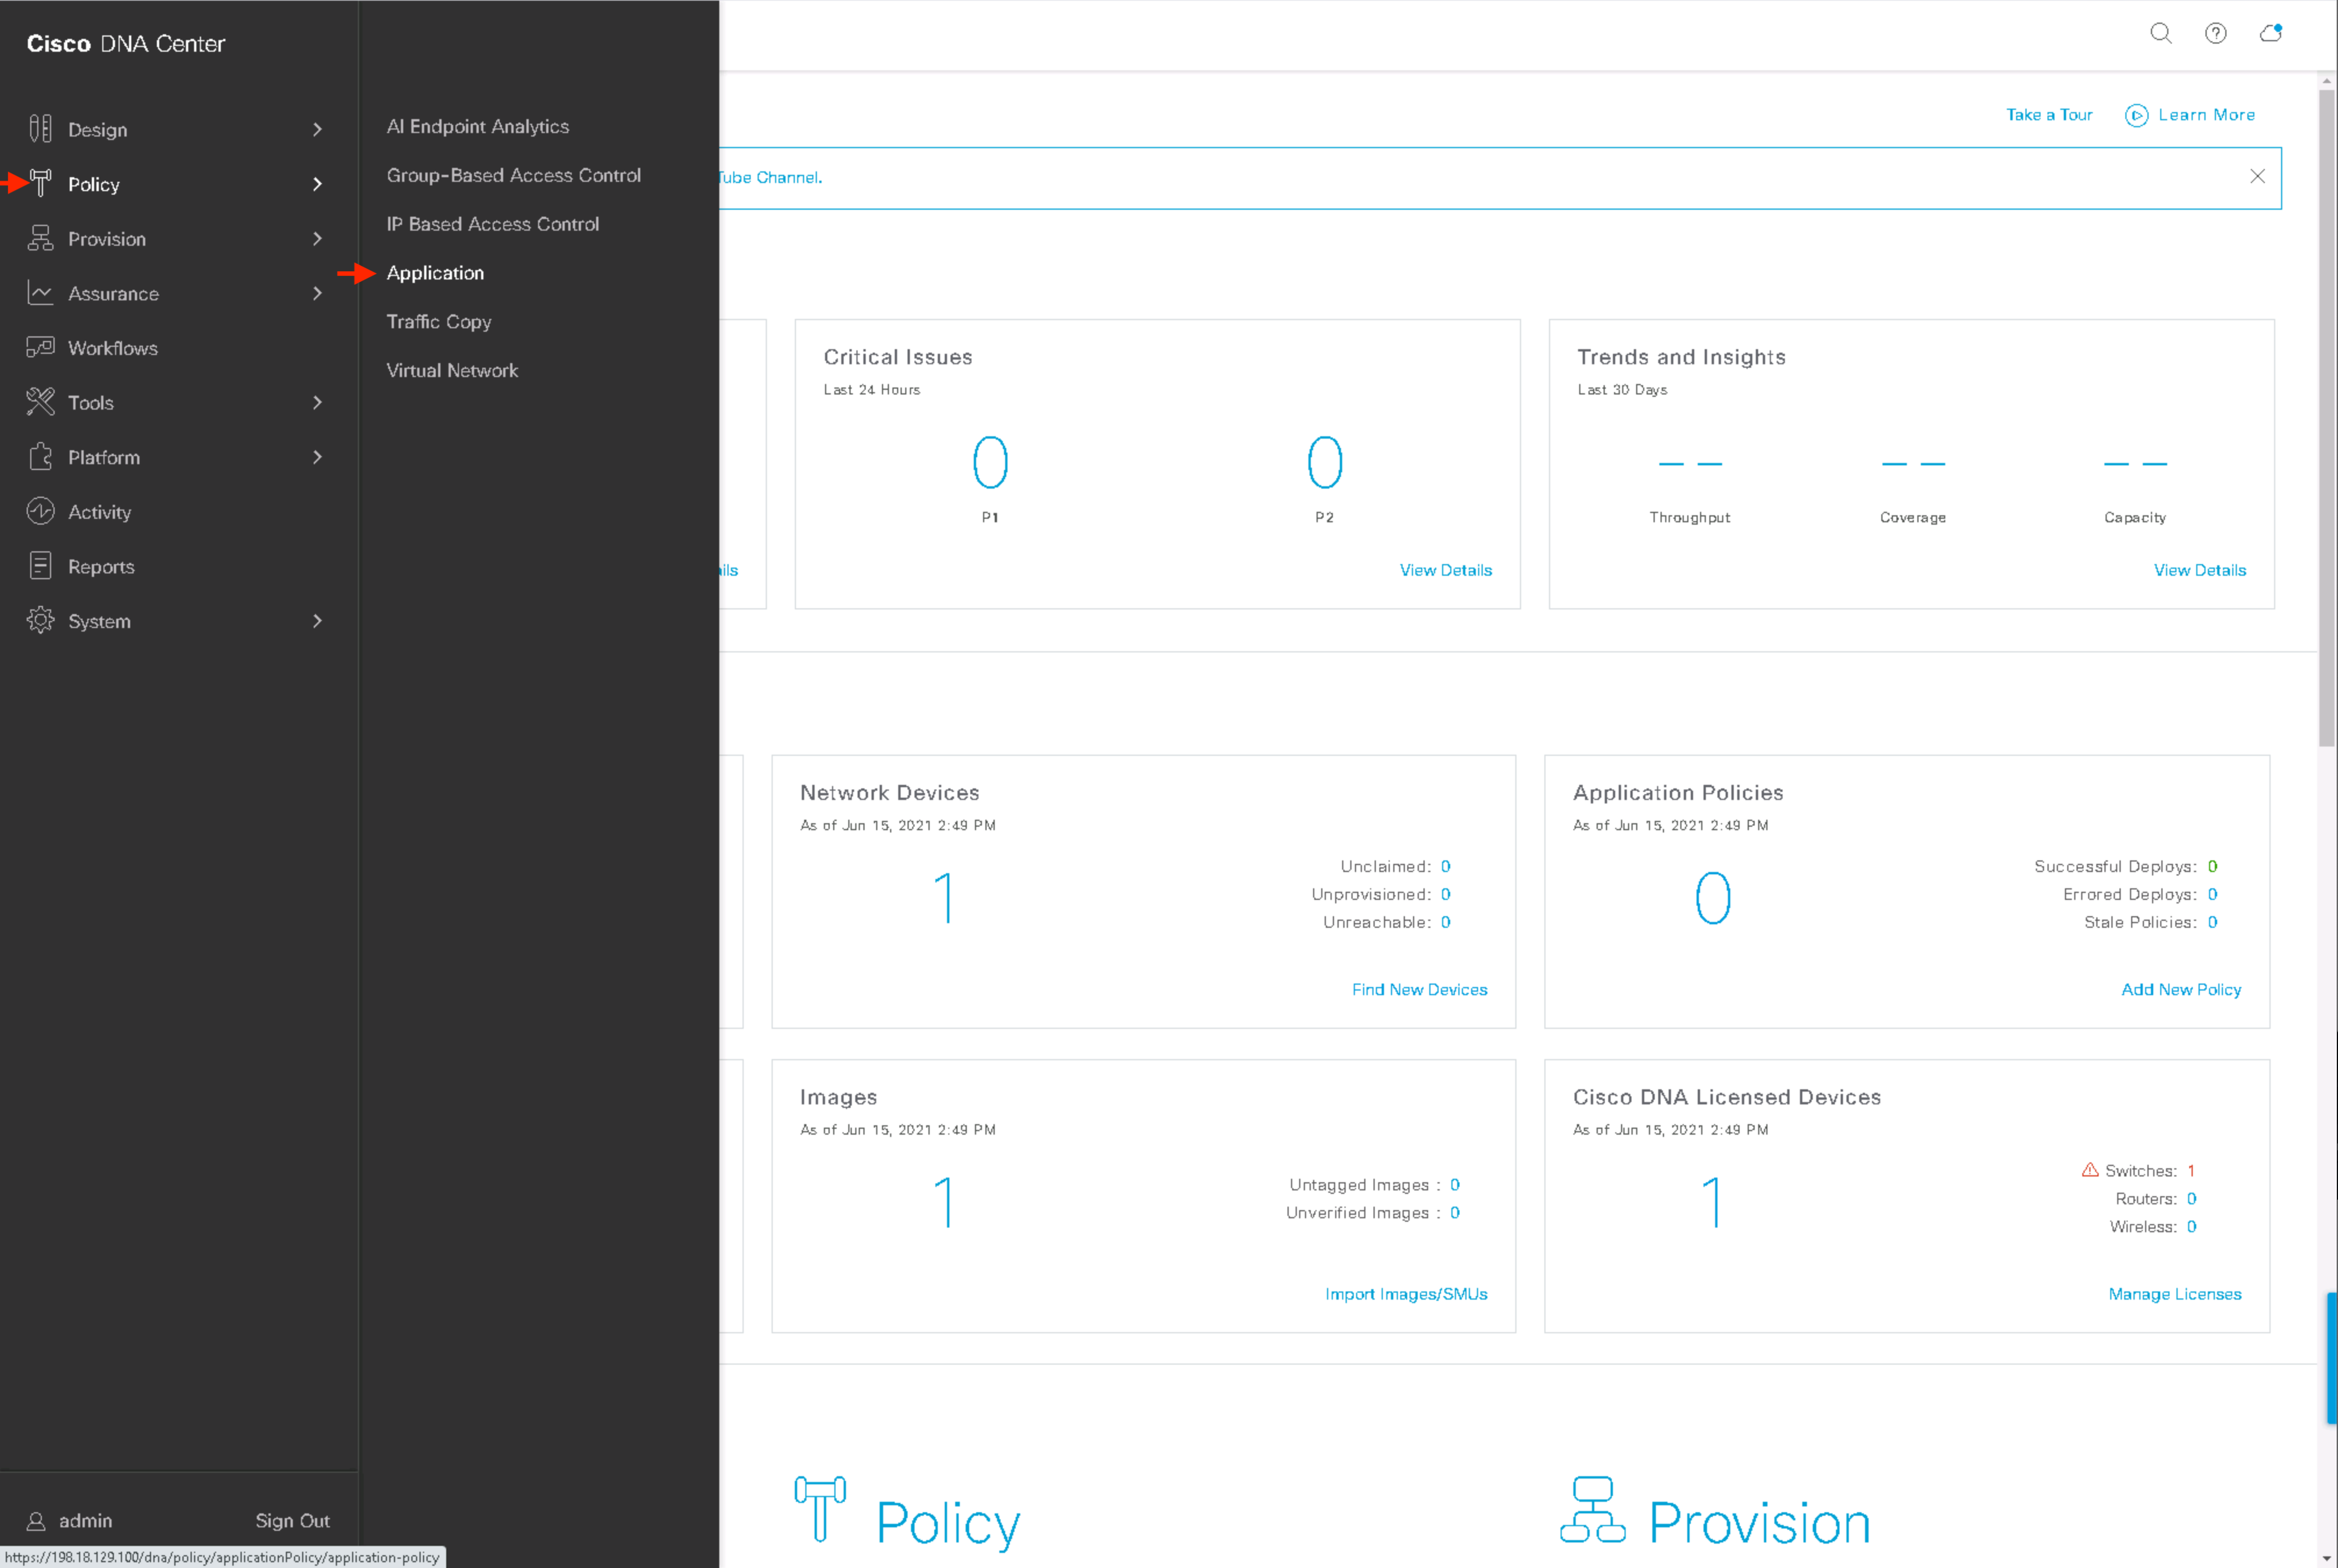 Cisco DNA Center
Design
Policy
Provision
Assurance
Workflows
Tools
Platform
Activity
Reports
System
admin
Sign Out
AI Endpoint Analytics
Group-Based Access Control
IP Based Access Control
Application
Traffic Copy
Virtual Network
Take a Tour
Learn More
Tube Channel.
ils
Critical Issues
Last 24 Hours
0 0
P1 P2
View Details
Trends and Insights
Last 30 Days
-- -- --
Throughput Coverage Capacity
View Details
Network Devices
As of Jun 15, 2021 2:49 PM
1
Unclaimed: 0
Unprovisioned: 0
Unreachable: 0
Find New Devices
Application Policies
As of Jun 15, 2021 2:49 PM
0
Successful Deploys: 0
Errored Deploys: 0
Stale Policies: 0
Add New Policy
Images
As of Jun 15, 2021 2:49 PM
1
Untagged Images : 0
Unverified Images : 0
Import Images/SMUs
Cisco DNA Licensed Devices
As of Jun 15, 2021 2:49 PM
1
Switches: 1
Routers: 0
Wireless: 0
Manage Licenses
Policy
Provision
https://198.18.129.100/dna/policy/applicationPolicy/application-policy